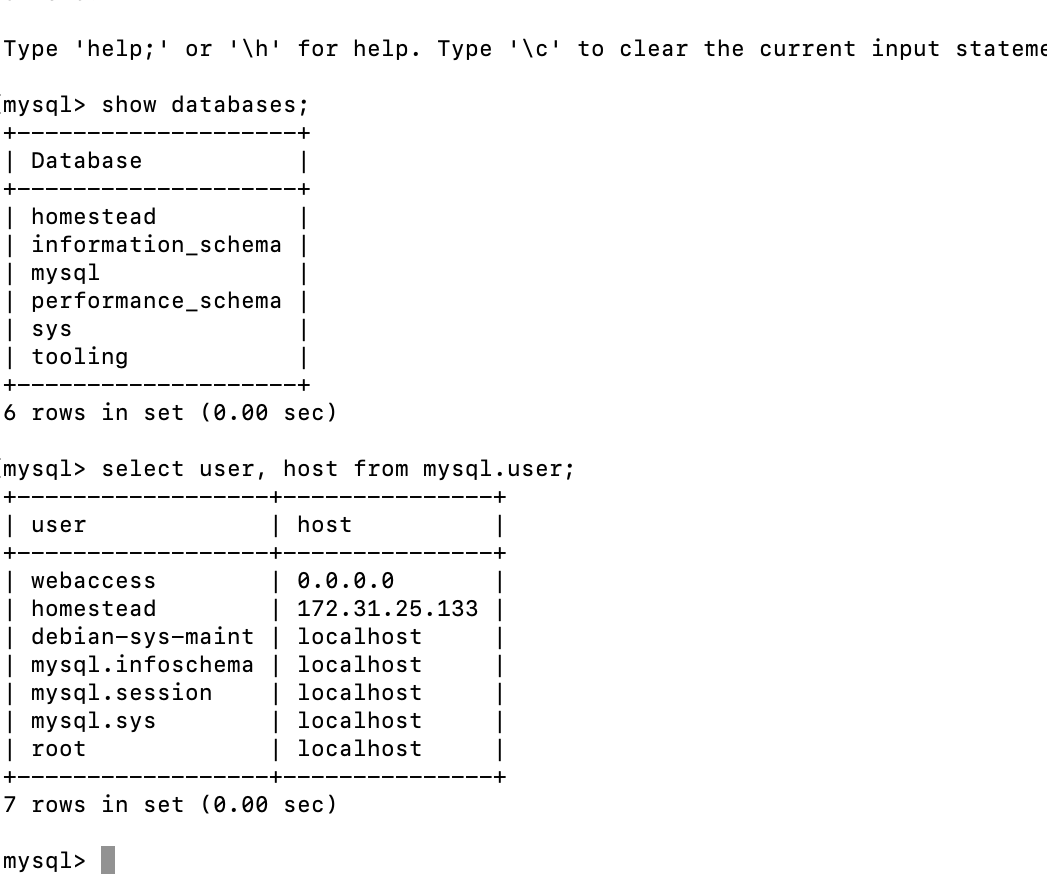 Type 'help;' or '\h' for help. Type '\c' to clear the current input
mysql> show databases;
+--------------------+
| Database           |
+--------------------+
| homestead          |
| information_schema |
| mysql              |
| performance_schema |
| sys                |
| tooling            |
+--------------------+
6 rows in set (0.00 sec)
mysql> select user, host from mysql.user;
+------------------+---------------+
| user             | host          |
+------------------+---------------+
| webaccess        | 0.0.0.0       |
| homestead        | 172.31.25.133 |
| debian-sys-maint | localhost     |
| mysql.infoschema | localhost     |
| mysql.session    | localhost     |
| mysql.sys        | localhost     |
| root             | localhost     |
+------------------+---------------+
7 rows in set (0.00 sec)
mysql>